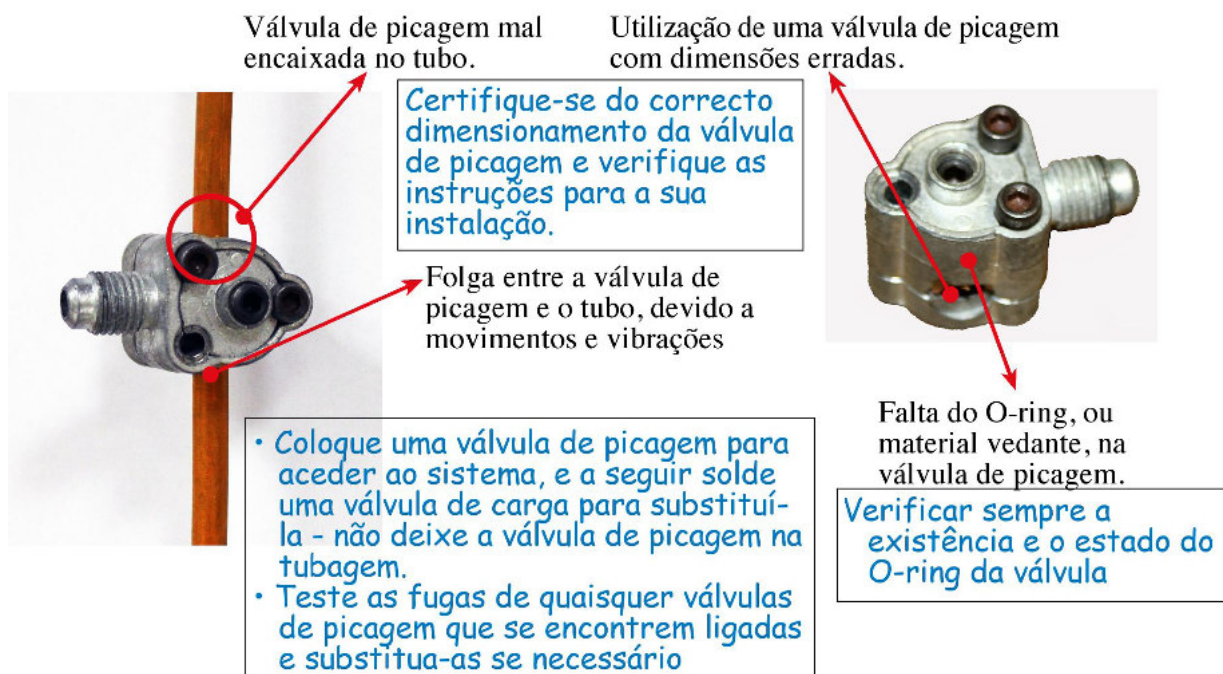 Válvula de picagem mal
encaixada no tubo.
Utilização de uma válvula de picagem
com dimensões erradas.
Certifique-se do correcto
dimensionamento da válvula
de picagem e verifique as
instruções para a sua
instalação.
Folga entre a válvula de
picagem e o tubo, devido a
movimentos e vibrações
Falta do O-ring, ou
material vedante, na
válvula de picagem.
• Coloque uma válvula de picagem para
aceder ao sistema, e a seguir solde
uma válvula de carga para substituí-
la - não deixe a válvula de picagem na
tubagem.
• Teste as fugas de quaisquer válvulas
de picagem que se encontrem ligadas
e substitua-as se necessário
Verificar sempre a
existência e o estado do
O-ring da válvula